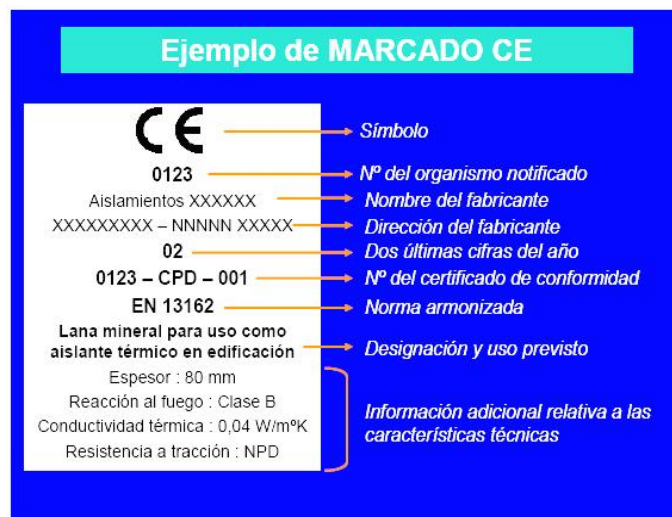 Ejemplo de MARCADO CE
CE
Símbolo
0123
Nº del organismo notificado
Aislamientos XXXXXX
Nombre del fabricante
XXXXXXXXX – NNNNN XXXXX
Dirección del fabricante
02
Dos últimas cifras del año
0123 – CPD – 001
Nº del certificado de conformidad
EN 13162
Norma armonizada
Lana mineral para uso como
aislante térmico en edificación
Designación y uso previsto
Espesor : 80 mm
Reacción al fuego : Clase B
Conductividad térmica : 0,04 W/mºK
Resistencia a tracción : NPD
Información adicional relativa a las
características técnicas